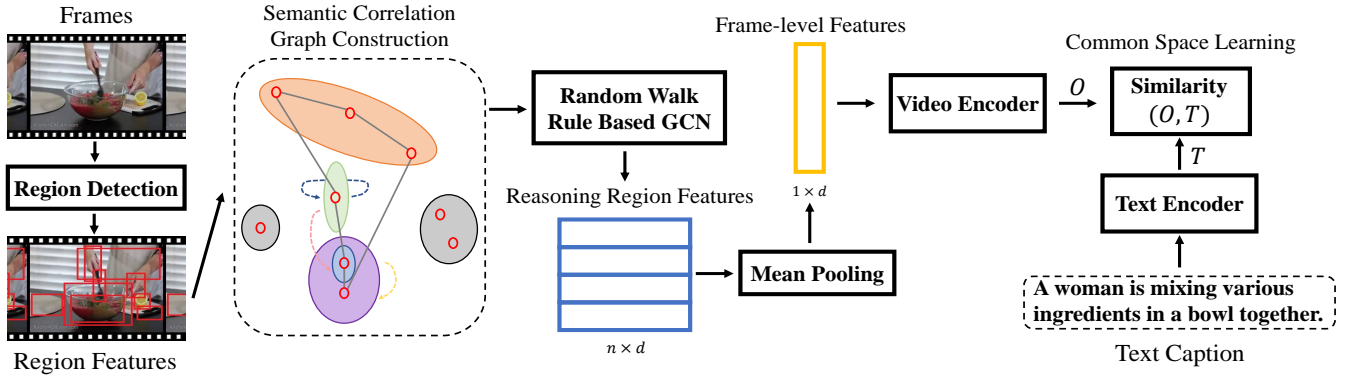 Frames
Region Detection
Region Features
Semantic Correlation
Graph Construction
Random Walk
Rule Based GCN
Reasoning Region Features
n × d
Mean Pooling
Frame-level Features
1 × d
Video Encoder
O
Common Space Learning
Similarity
(O, T)
T
Text Encoder
A woman is mixing various
ingredients in a bowl together.
Text Caption